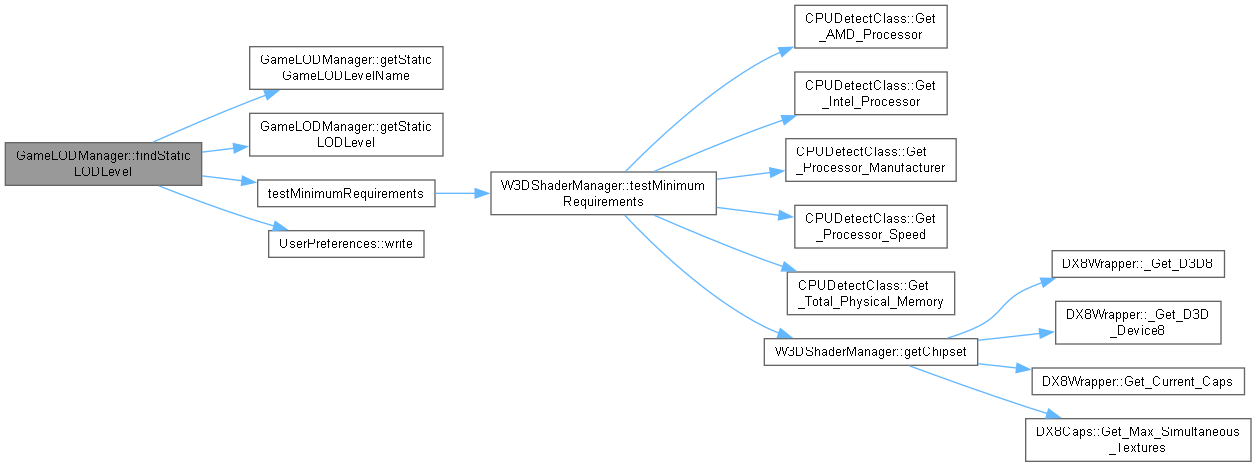 GameLODManager::findStatic
LODLevel
GameLODManager::getStatic
GameLODLevelName
GameLODManager::getStatic
LODLevel
testMinimumRequirements
UserPreferences::write
W3DShaderManager::testMinimum
Requirements
CPUDetectClass::Get
_AMD_Processor
CPUDetectClass::Get
_Intel_Processor
CPUDetectClass::Get
_Processor_Manufacturer
CPUDetectClass::Get
_Processor_Speed
CPUDetectClass::Get
_Total_Physical_Memory
W3DShaderManager::getChipset
DX8Wrapper::_Get_D3D8
DX8Wrapper::_Get_D3D
_Device8
DX8Wrapper::Get_Current_Caps
DX8Caps::Get_Max_Simultaneous
_Textures